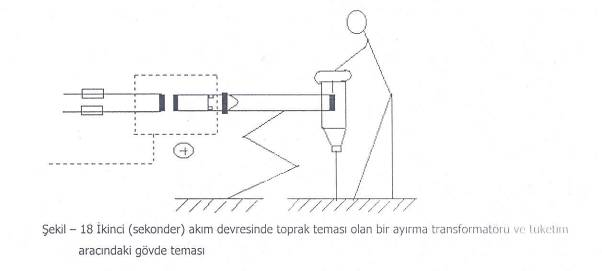 Şekil – 18 İkinci (sekonder) akım devresinde toprak teması olan bir ayırma transformatörü ve tüketim
aracındaki gövde teması